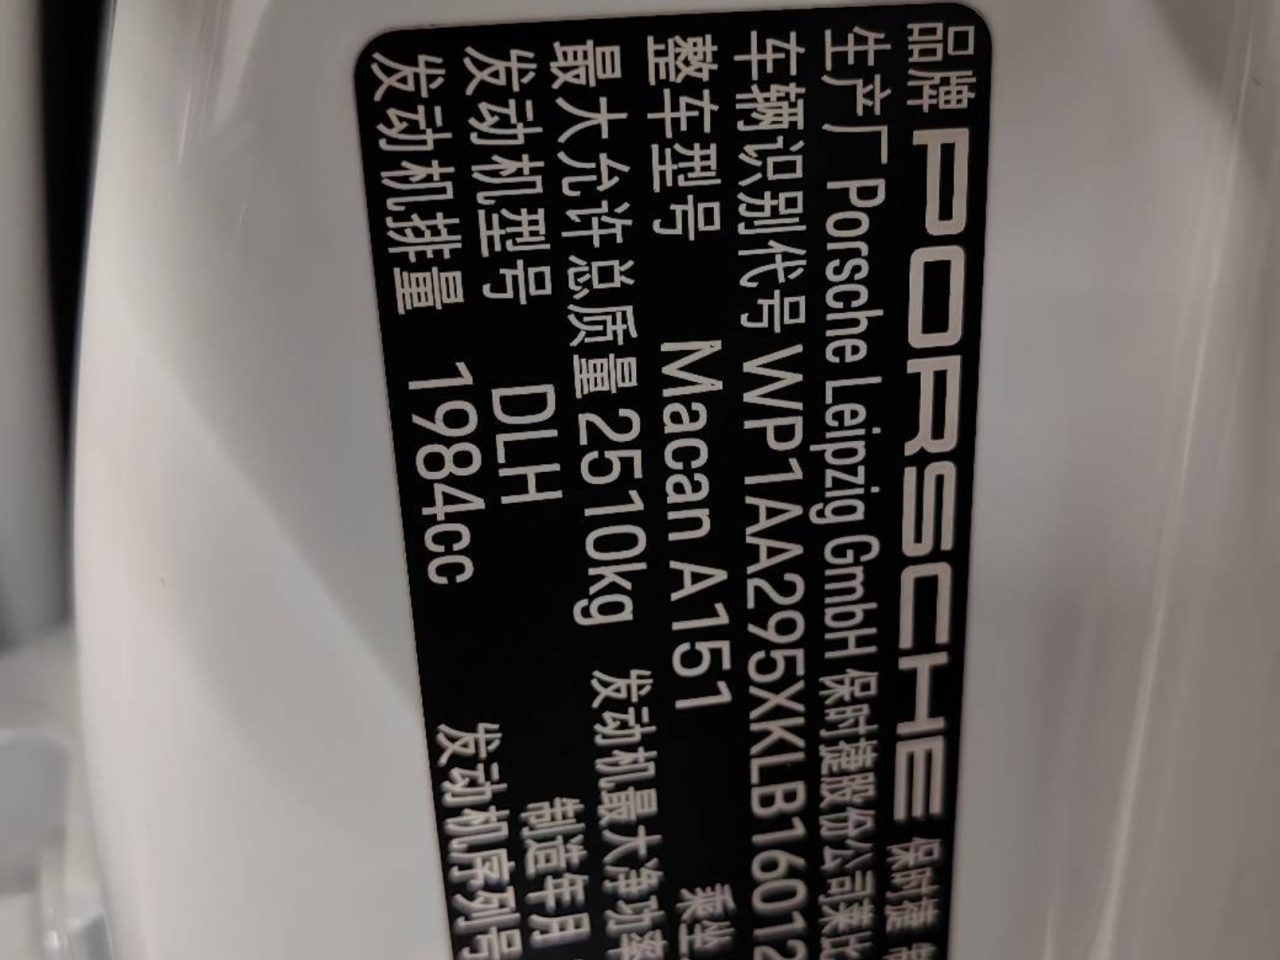 品牌 PORSCHE 保时捷
生产厂 Porsche Leipzig GmbH 保时捷股份公司莱比
车辆识别代号 WP1AA295XKLB16012
整车型号 Macan A151 乘坐
最大允许总质量 2510kg 发动机最大净功率
发动机型号 DLH 制造年月
发动机排量 1984cc 发动机序列号